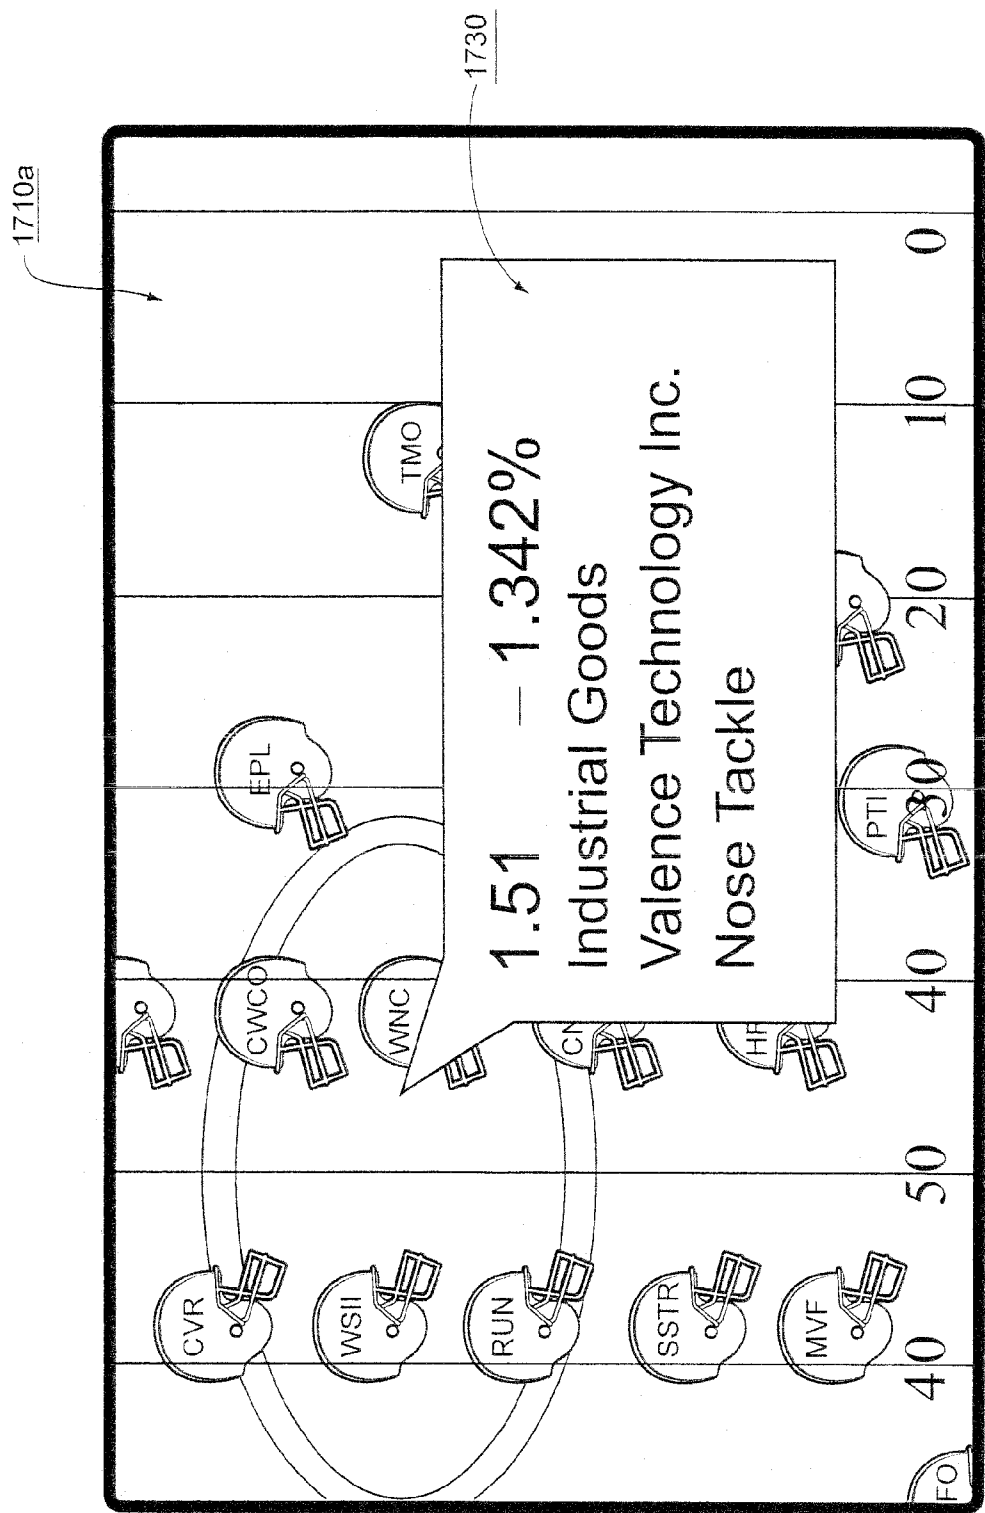 1710a
1730
TMO
EPL
CWCO
WNC
PTI
1.51 – 1.342%
Industrial Goods
Valence Technology Inc.
Nose Tackle
CVR
WSII
RUN
SSTR
MVF
FO
40 50 40 30 20 10 0